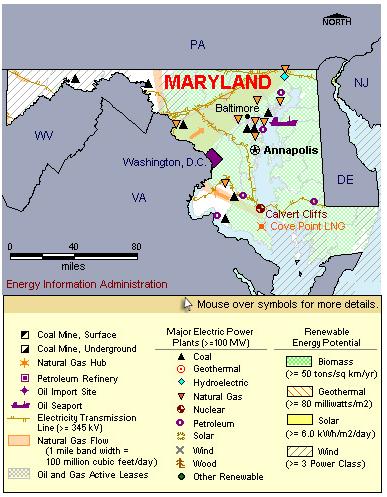 NORTH
PA
MARYLAND
NJ
Baltimore
WV
Annapolis
Washington, D.C.
DE
VA
Calvert Cliffs
Cove Point LNG
0 40 80
miles
Energy Information Administration
Mouse over symbols for more details.
Coal Mine, Surface
Coal Mine, Underground
Natural Gas Hub
Petroleum Refinery
Oil Import Site
Oil Seaport
Electricity Transmission
Line (>= 345 kV)
Natural Gas Flow
(1 mile band width =
100 million cubic feet/day)
Oil and Gas Active Leases
Major Electric Power
Plants (>=100 MW)
Coal
Geothermal
Hydroelectric
Natural Gas
Nuclear
Petroleum
Solar
Wind
Wood
Other Renewable
Renewable
Energy Potential
Biomass
(>= 50 tons/sq km/yr)
Geothermal
(>= 80 milliwatts/m2)
Solar
(>= 6.0 kWh/m2/day)
Wind
(>= 3 Power Class)